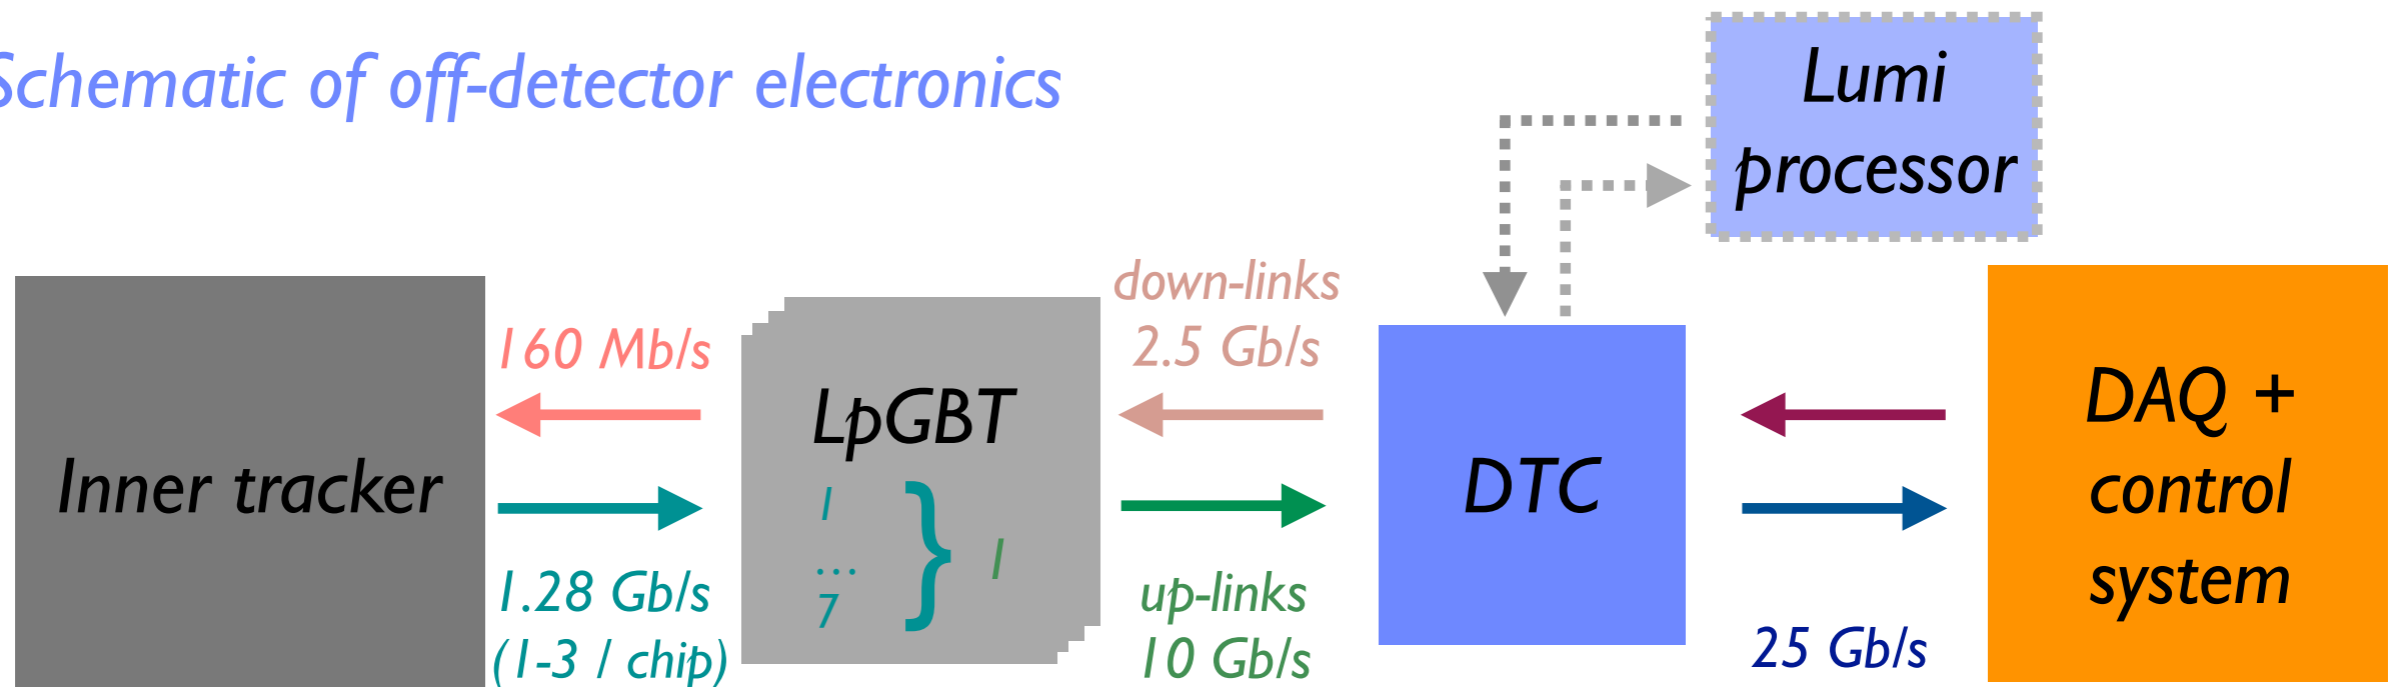 Schematic of off-detector electronics
Lumi
processor
Inner tracker
160 Mb/s
1.28 Gb/s
(1-3 / chip)
LpGBT
1
...
7
}
1
down-links
2.5 Gb/s
up-links
10 Gb/s
DTC
25 Gb/s
DAQ +
control
system